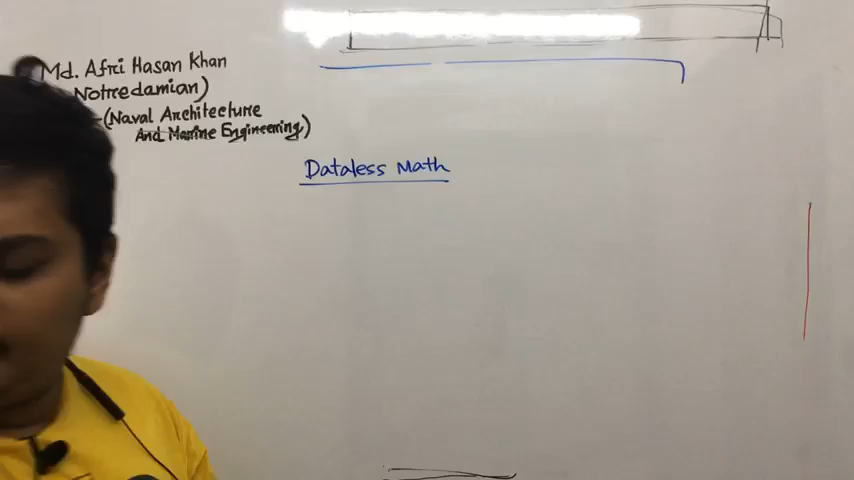 Md. Afri Hasan Khan
Notredamian)
(Naval Architecture
And Marine Engineering)
Dataless Math